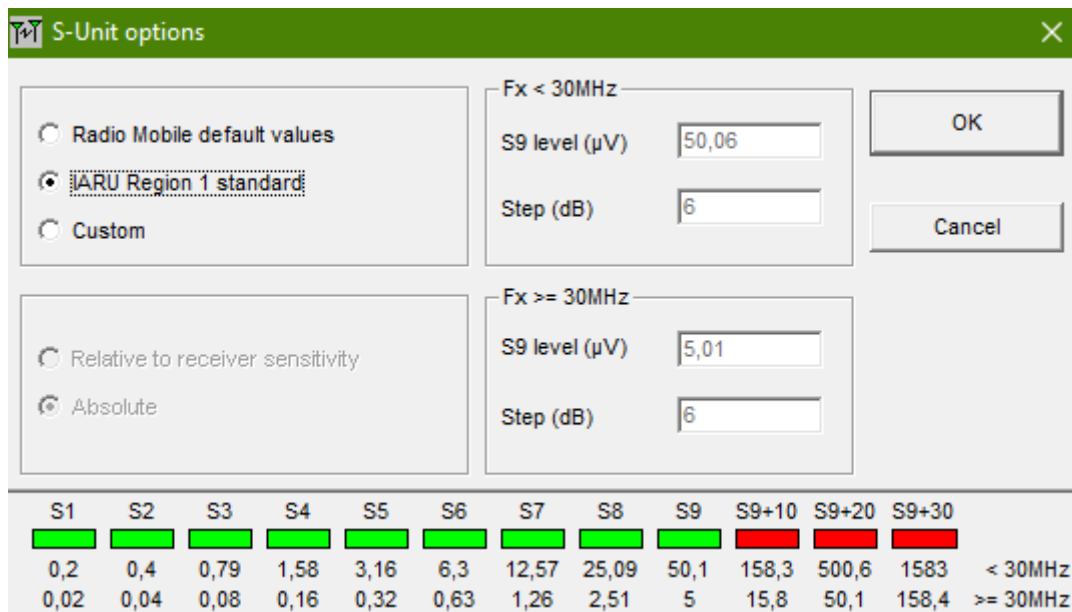 S-Unit options
Radio Mobile default values
IARU Region 1 standard
Custom
Relative to receiver sensitivity
Absolute
Fx < 30MHz
S9 level (µV) 50,06
Step (dB) 6
Fx >= 30MHz
S9 level (µV) 5,01
Step (dB) 6
OK
Cancel
S1 S2 S3 S4 S5 S6 S7 S8 S9 S9+10 S9+20 S9+30
0,2 0,4 0,79 1,58 3,16 6,3 12,57 25,09 50,1 158,3 500,6 1583 < 30MHz
0,02 0,04 0,08 0,16 0,32 0,63 1,26 2,51 5 15,8 50,1 158,4 >= 30MHz